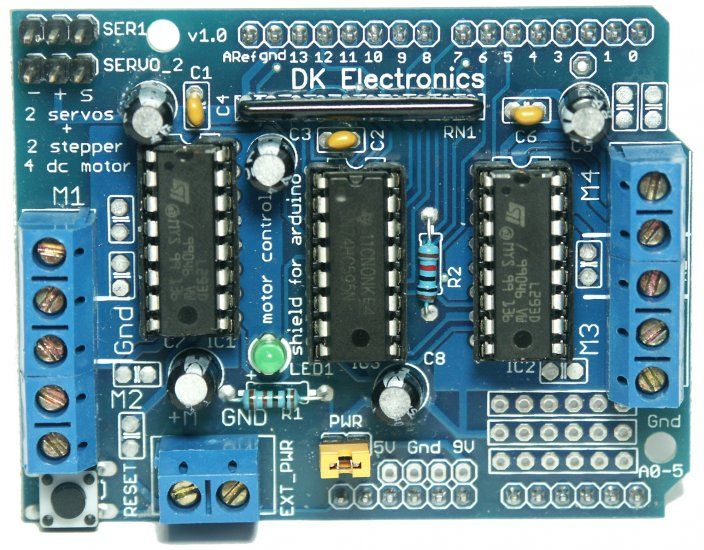 SER1
v1.0
SERVO_2
- + S
ARef gnd 13 12 11 10 9 8 7 6 5 4 3 1 0
DK Electronics
2 servos
+
2 stepper
4 dc motor
C1
C4
C3
C2
RN1
C6
C5
M1
Gnd
M2
motor control
shield for arduino
L293D
IC1
LED1
R2
C8
L293D
IC2
M4
M3
Gnd
+M
GND
R1
EXT_PWR
RESET
PWR
5V Gnd 9V
A0-5